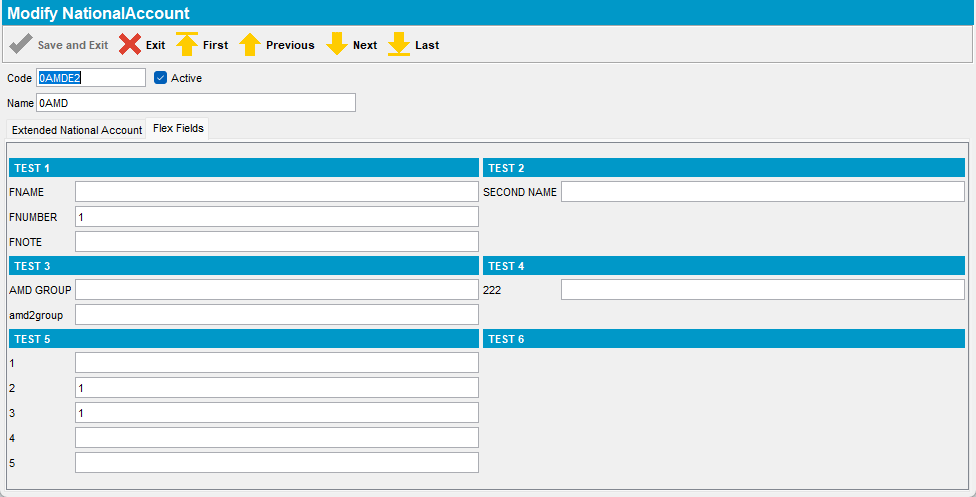 Modify NationalAccount
Save and Exit Exit First Previous Next Last
Code 0AMDE2 Active
Name 0AMD
Extended National Account Flex Fields
TEST 1 TEST 2
FNAME SECOND NAME
FNUMBER 1
FNOTE
TEST 3 TEST 4
AMD GROUP 222
amd2group
TEST 5 TEST 6
1
2 1
3 1
4
5